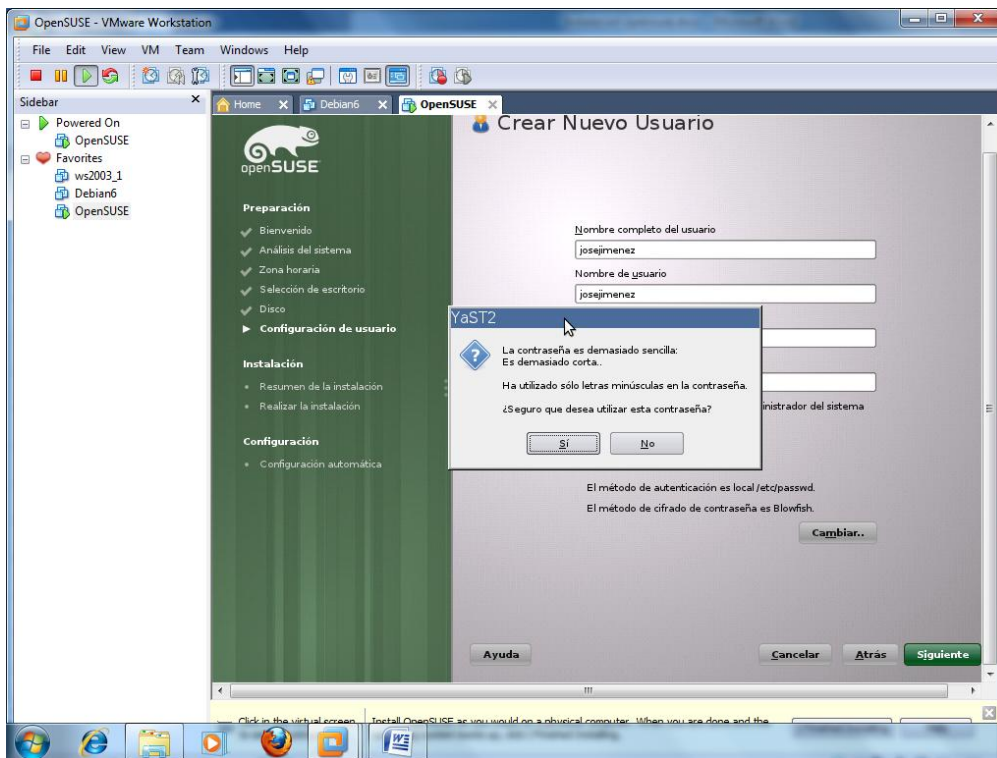 OpenSUSE - VMware Workstation
File Edit View VM Team Windows Help
Sidebar
Powered On
OpenSUSE
Favorites
ws2003_1
Debian6
OpenSUSE
Home
Debian6
OpenSUSE
openSUSE
Preparación
Bienvenido
Análisis del sistema
Zona horaria
Selección de escritorio
Disco
Configuración de usuario
Instalación
Resumen de la instalación
Realizar la instalación
Configuración
Configuración automática
Crear Nuevo Usuario
Nombre completo del usuario
josejimenez
Nombre de usuario
josejimenez
YaST2
La contraseña es demasiado sencilla:
Es demasiado corta..
Ha utilizado sólo letras minúsculas en la contraseña.
¿Seguro que desea utilizar esta contraseña?
Sí No
del sistema
El método de autenticación es local /etc/passwd.
El método de cifrado de contraseña es Blowfish.
Cambiar..
Ayuda Cancelar Atrás Siguiente
Click in the virtual screen
Install OpenSUSE as you would on a physical computer. When you are done and the